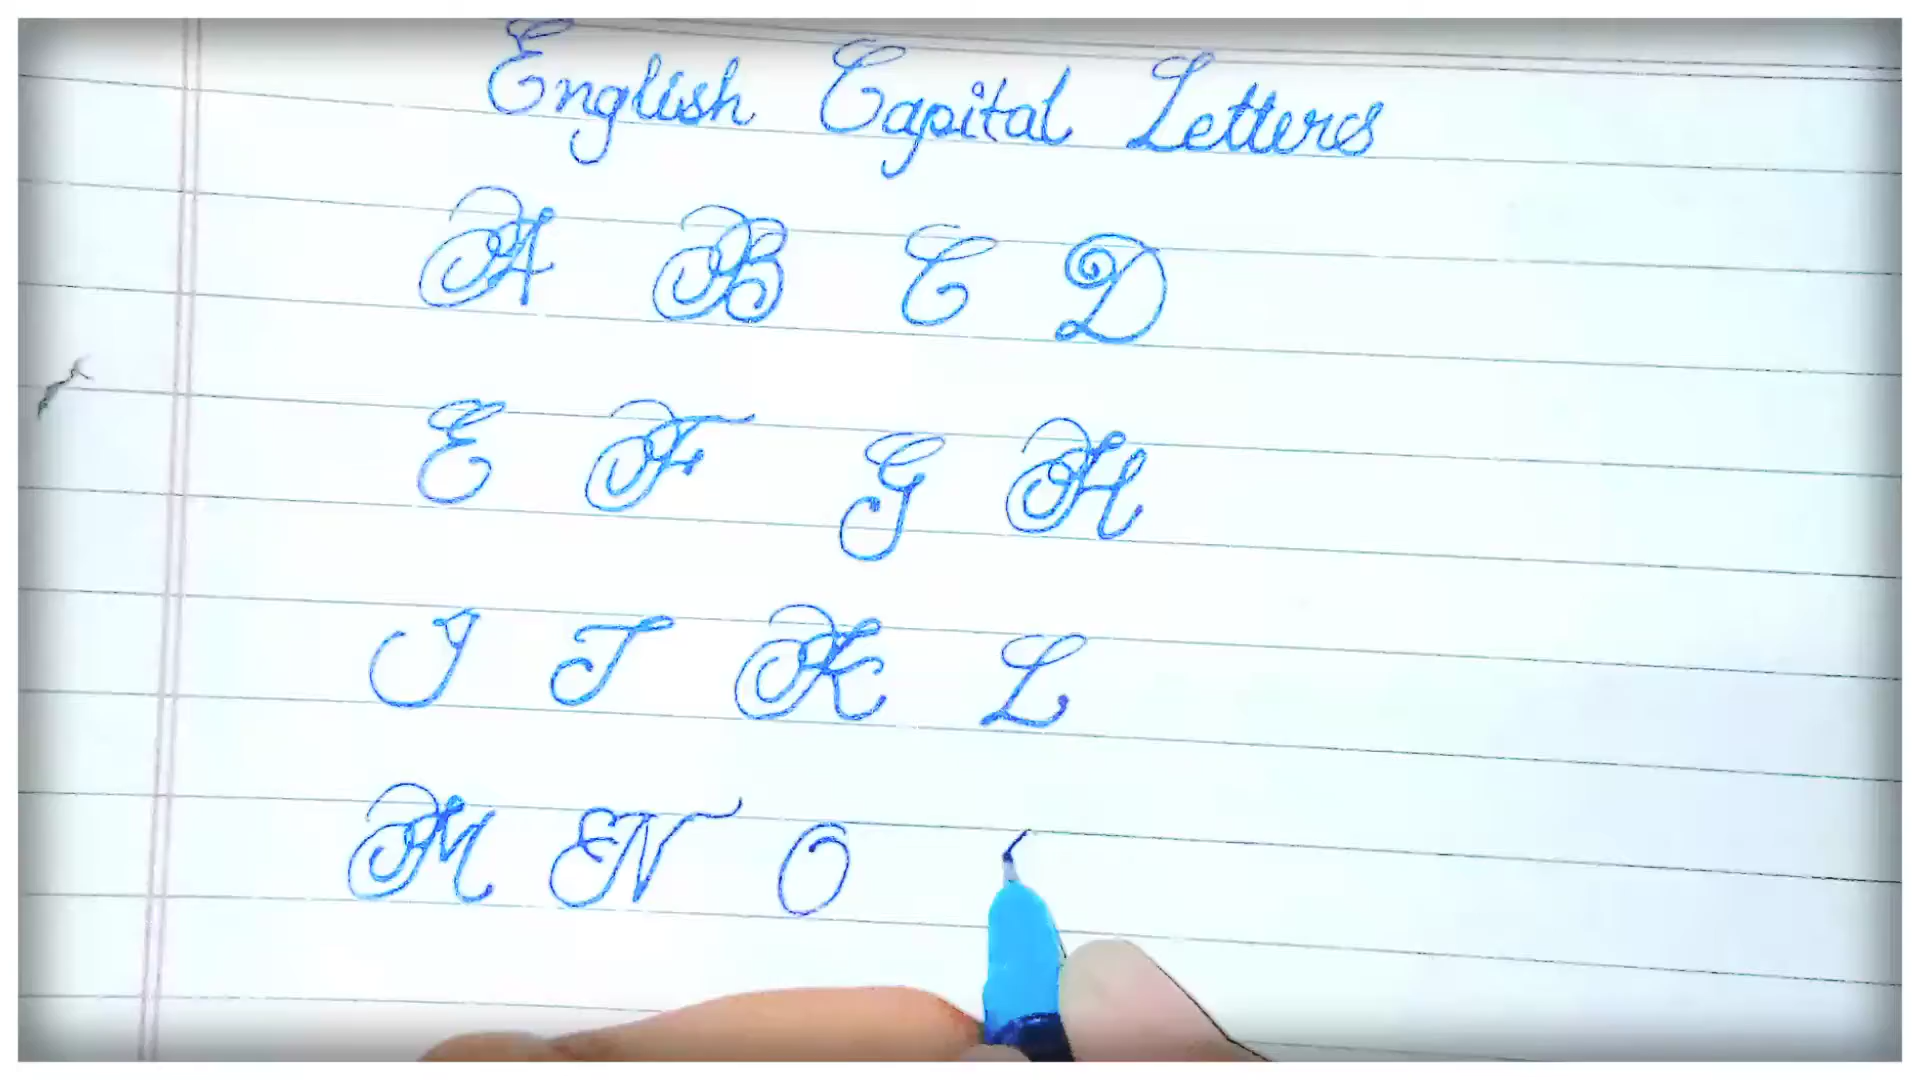 English Capital Letters
A B C D
E F G H
I J K L
M N O